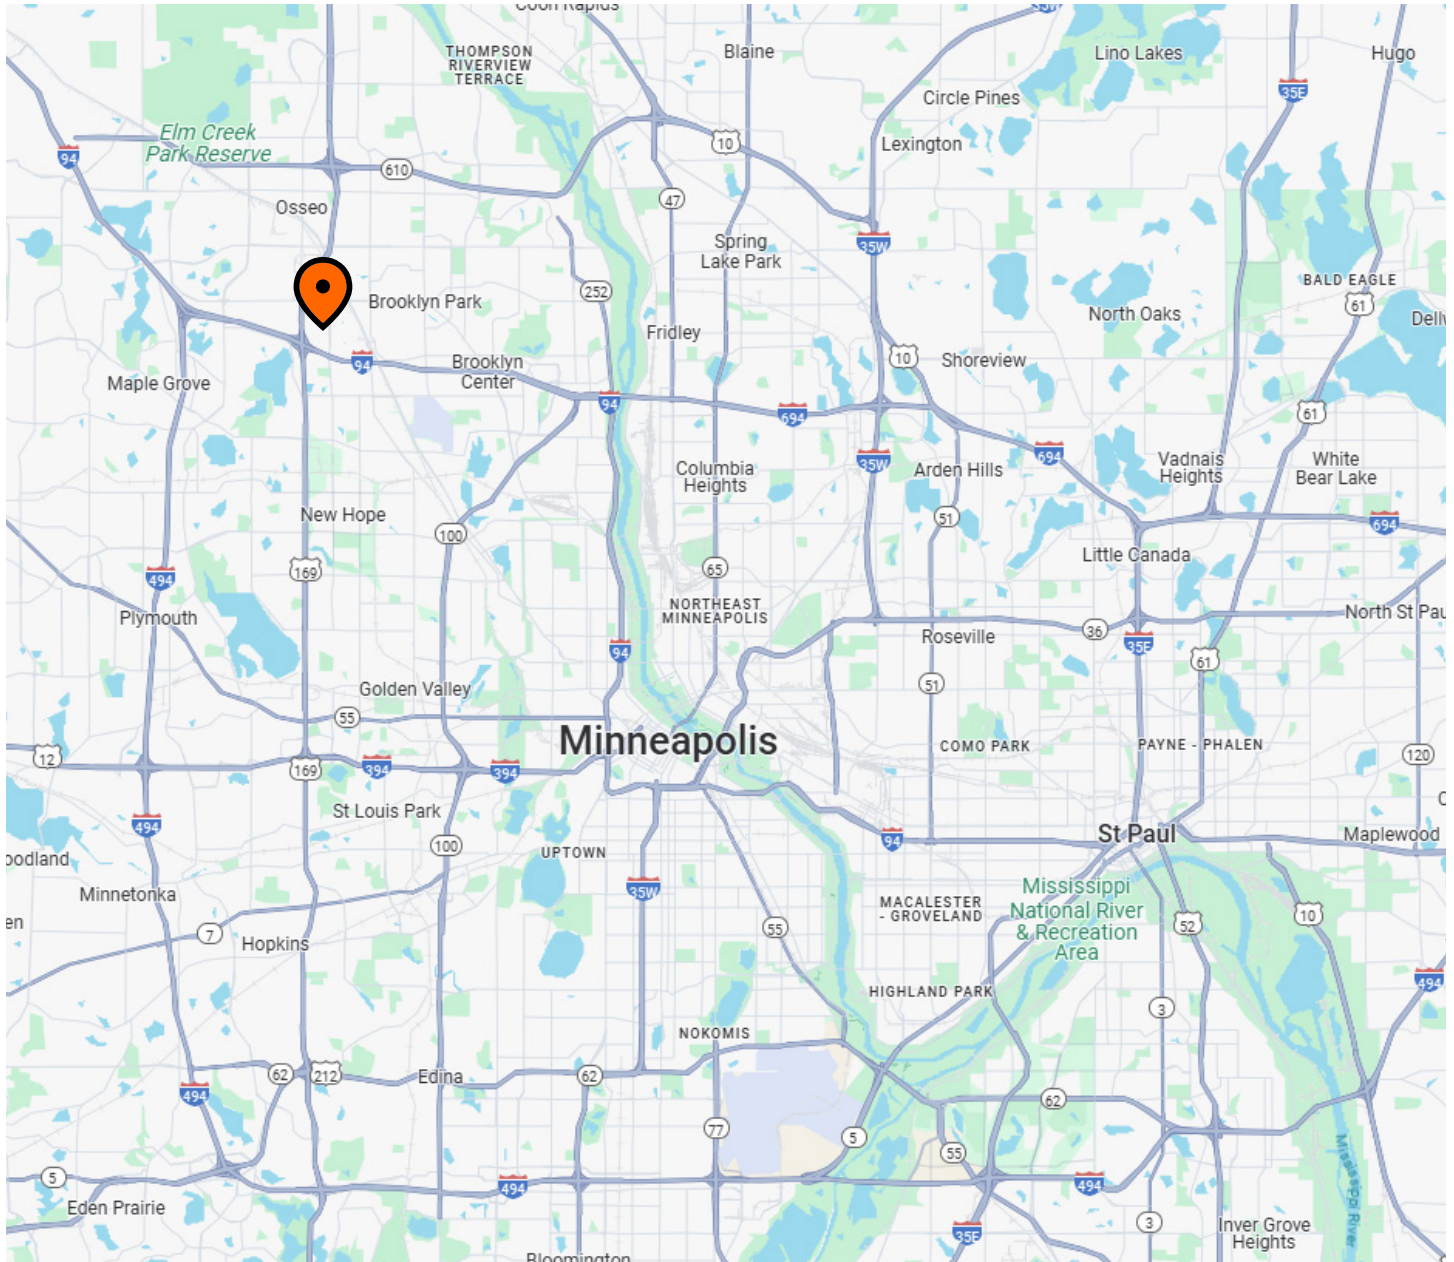 Coon Rapids
THOMPSON
RIVERVIEW
TERRACE
Blaine
Lino Lakes
Hugo
35W
35E
Circle Pines
Elm Creek
Park Reserve
94
10
Lexington
610
47
Osseo
35W
Spring
Lake Park
BALD EAGLE
252
61
Brooklyn Park
North Oaks
Dellw
Fridley
94
Brooklyn
Center
10
Shoreview
Maple Grove
94
694
61
35W
694
Columbia
Heights
Arden Hills
Vadnais
Heights
White
Bear Lake
New Hope
51
694
100
169
494
65
Little Canada
NORTHEAST
MINNEAPOLIS
Plymouth
North St Pau
36
Roseville
94
35E
61
51
Golden Valley
55
Minneapolis
COMO PARK
PAYNE - PHALEN
12
169
394
394
120
St Louis Park
494
100
94
St Paul
Maplewood
UPTOWN
oodland
35W
Minnetonka
Mississippi
National River
& Recreation
Area
MACALESTER
- GROVELAND
en
7
55
52
10
Hopkins
HIGHLAND PARK
494
3
NOKOMIS
62
212
Edina
62
494
62
77
5
55
5
494
494
Eden Prairie
3
35E
Inver Grove
Heights
Mississippi River
Bloomington